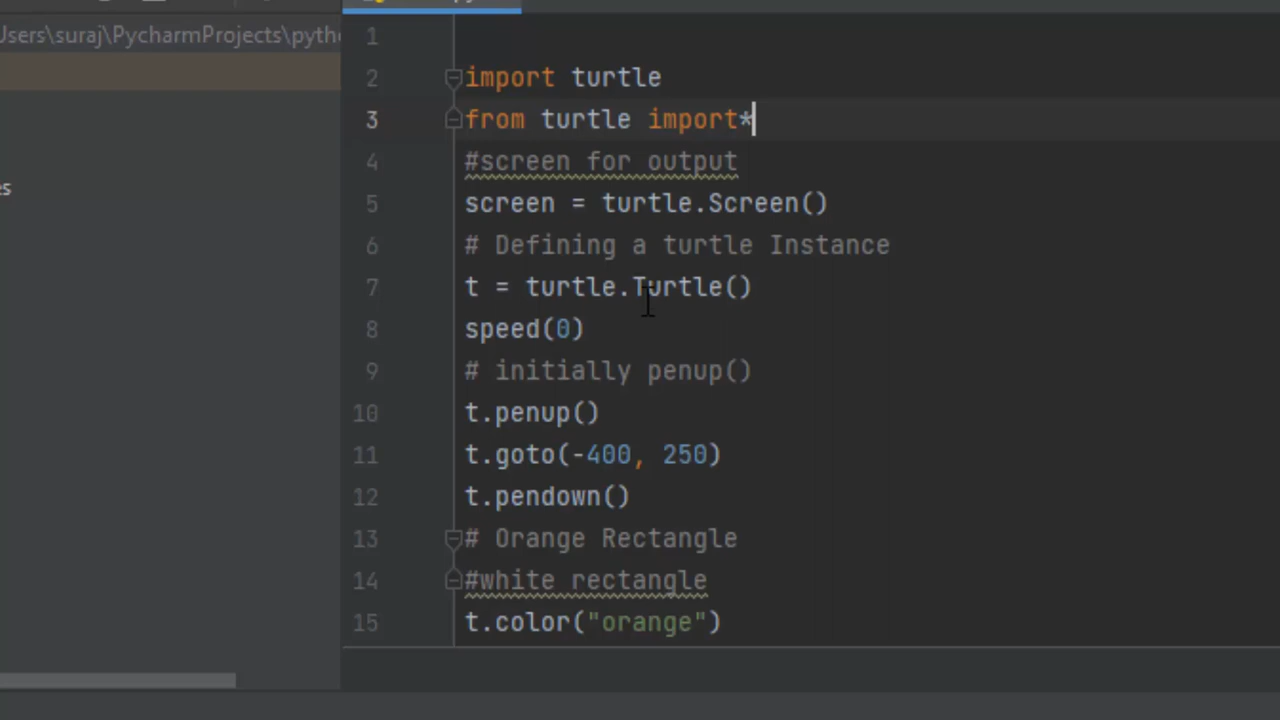 Users\suraj\PycharmProjects\pytho
es
1
2 import turtle
3 from turtle import*
4 #screen for output
5 screen = turtle.Screen()
6 # Defining a turtle Instance
7 t = turtle.Turtle()
8 speed(0)
9 # initially penup()
10 t.penup()
11 t.goto(-400, 250)
12 t.pendown()
13 # Orange Rectangle
14 #white rectangle
15 t.color("orange")